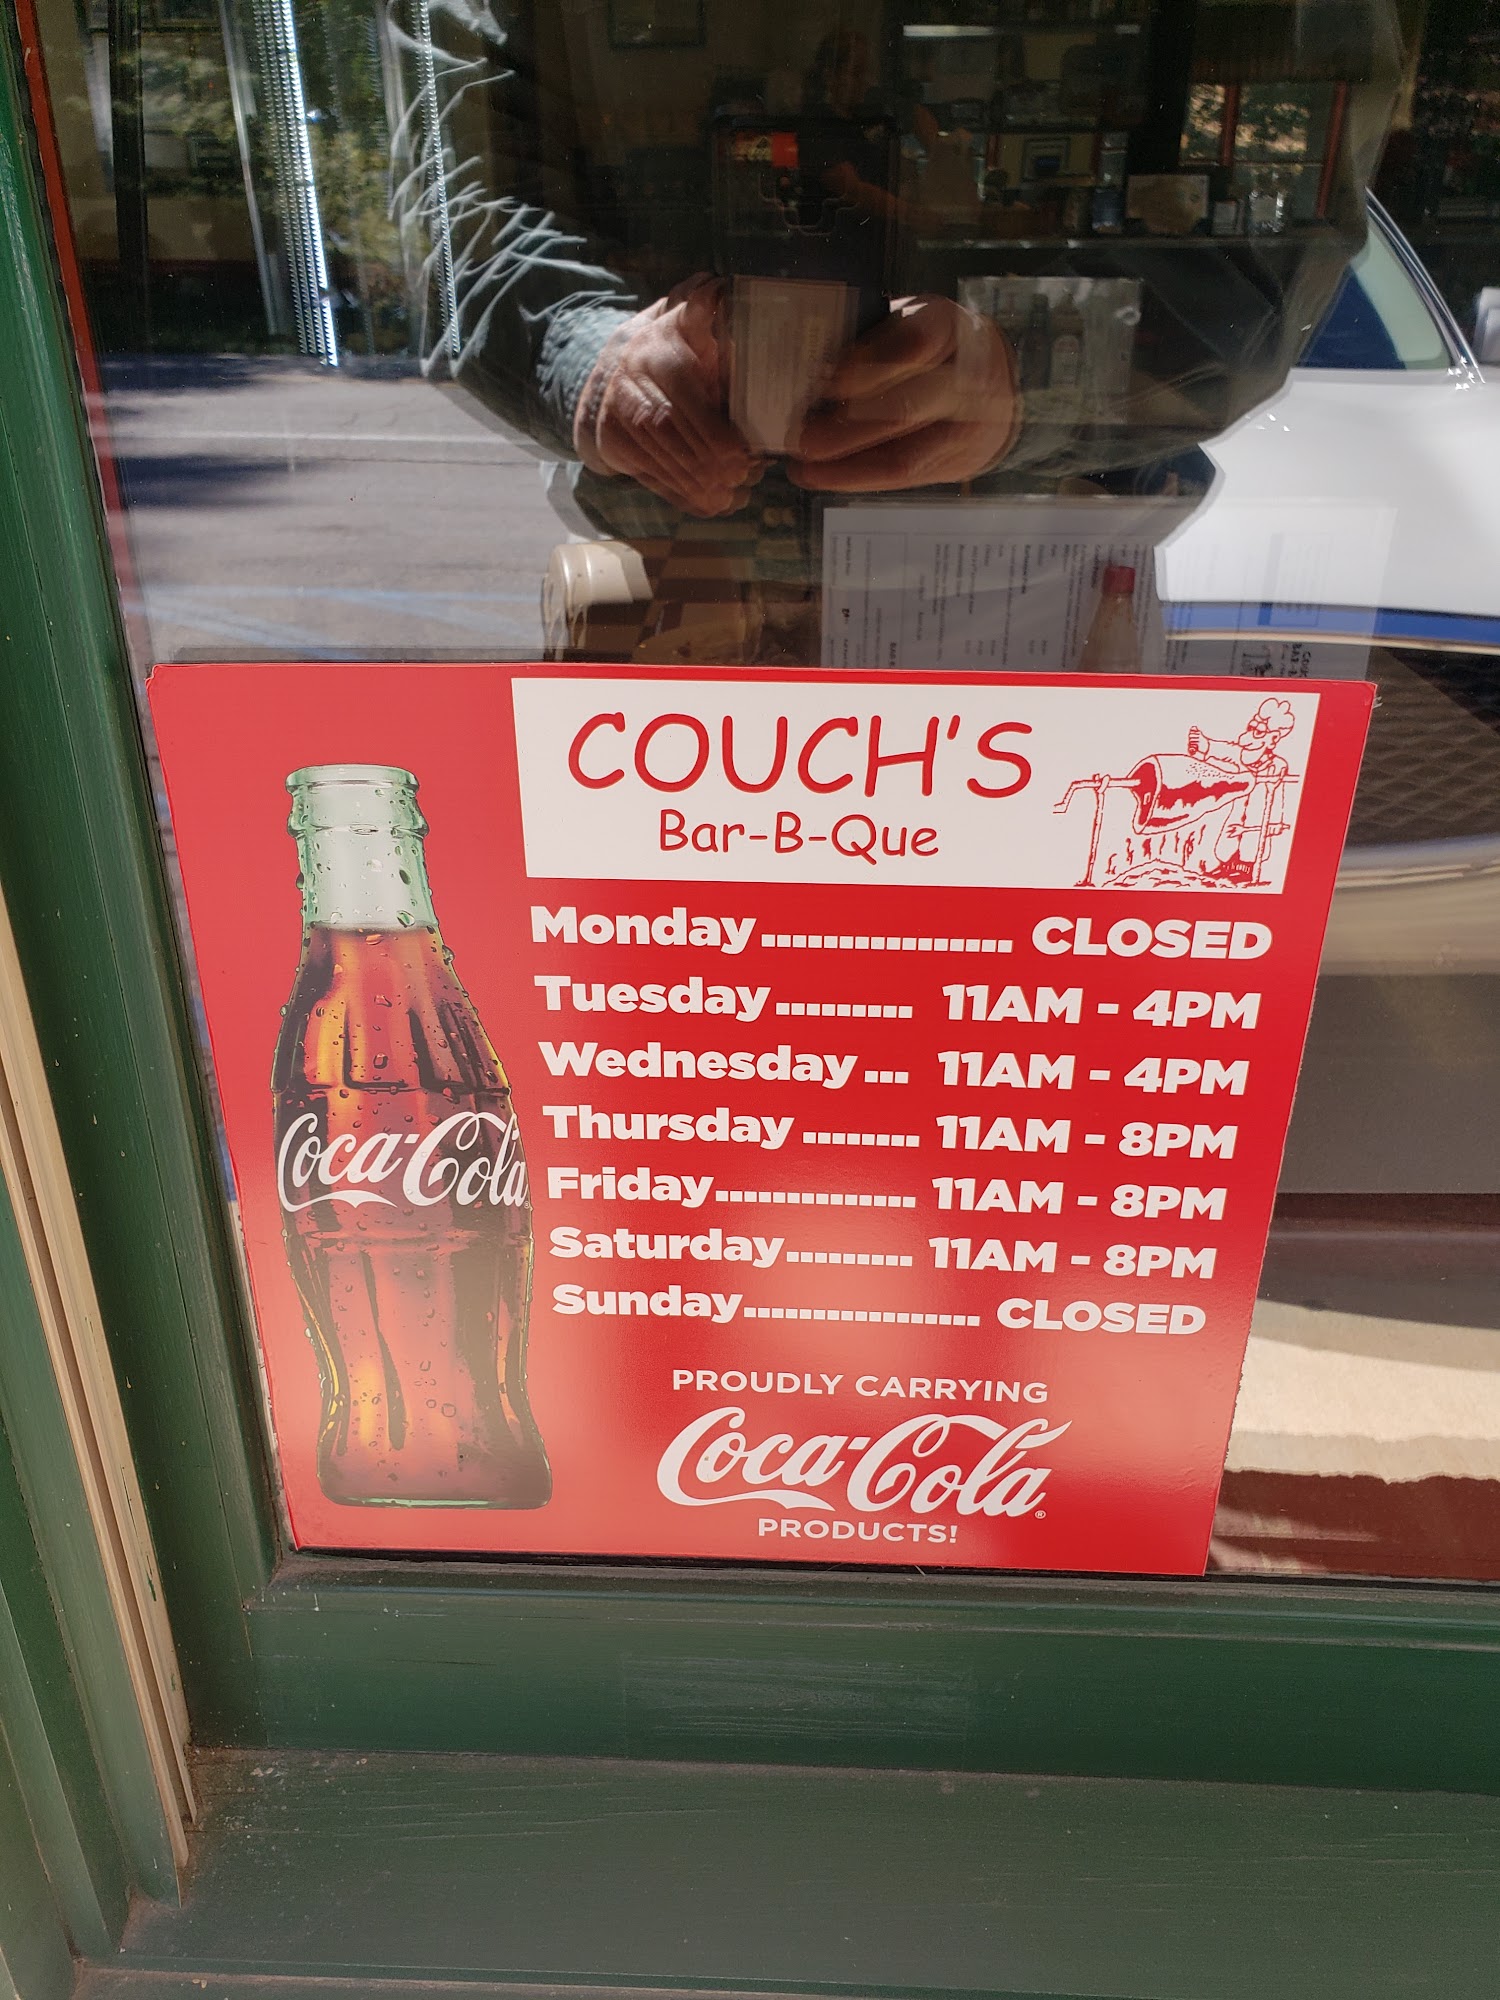 COUCH'S
Bar-B-Que
Monday................ CLOSED
Tuesday......... 11AM - 4PM
Wednesday... 11AM - 4PM
Thursday........ 11AM - 8PM
Friday.............. 11AM - 8PM
Saturday......... 11AM - 8PM
Sunday................. CLOSED
Coca-Cola
PROUDLY CARRYING
Coca-Cola®
PRODUCTS!